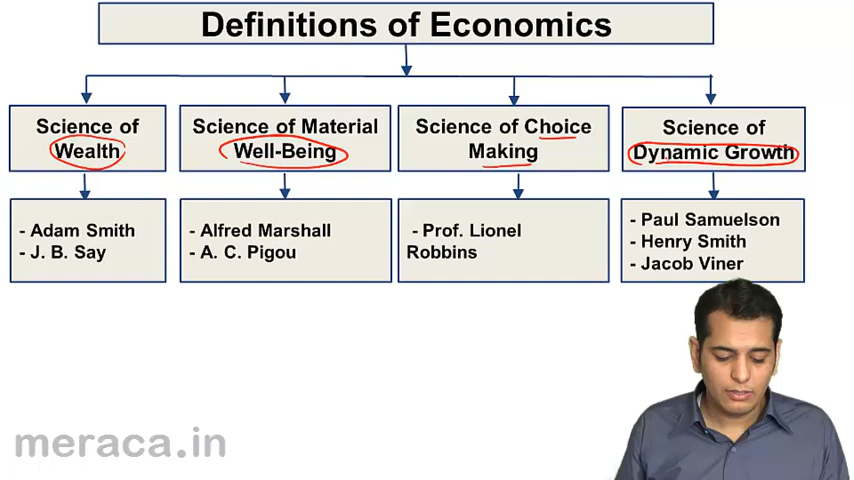 Definitions of Economics
Science of
Wealth
Science of Material
Well-Being
Science of Choice
Making
Science of
Dynamic Growth
- Adam Smith
- J. B. Say
- Alfred Marshall
- A. C. Pigou
- Prof. Lionel
Robbins
- Paul Samuelson
- Henry Smith
- Jacob Viner
meraca.in